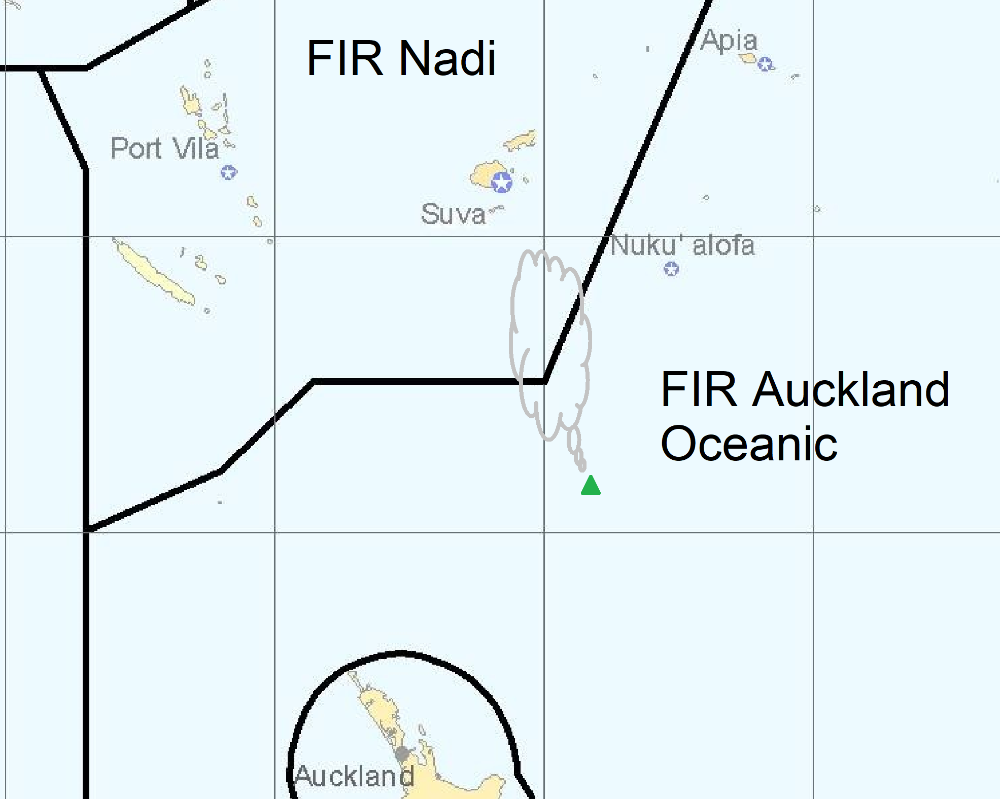 FIR Nadi
Apia
Port Vila
Suva
Nuku' alofa
FIR Auckland
Oceanic
Auckland